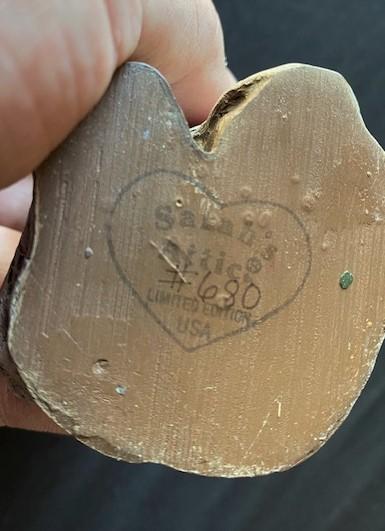 Sarah's
Attic®
#680
LIMITED EDITION
USA